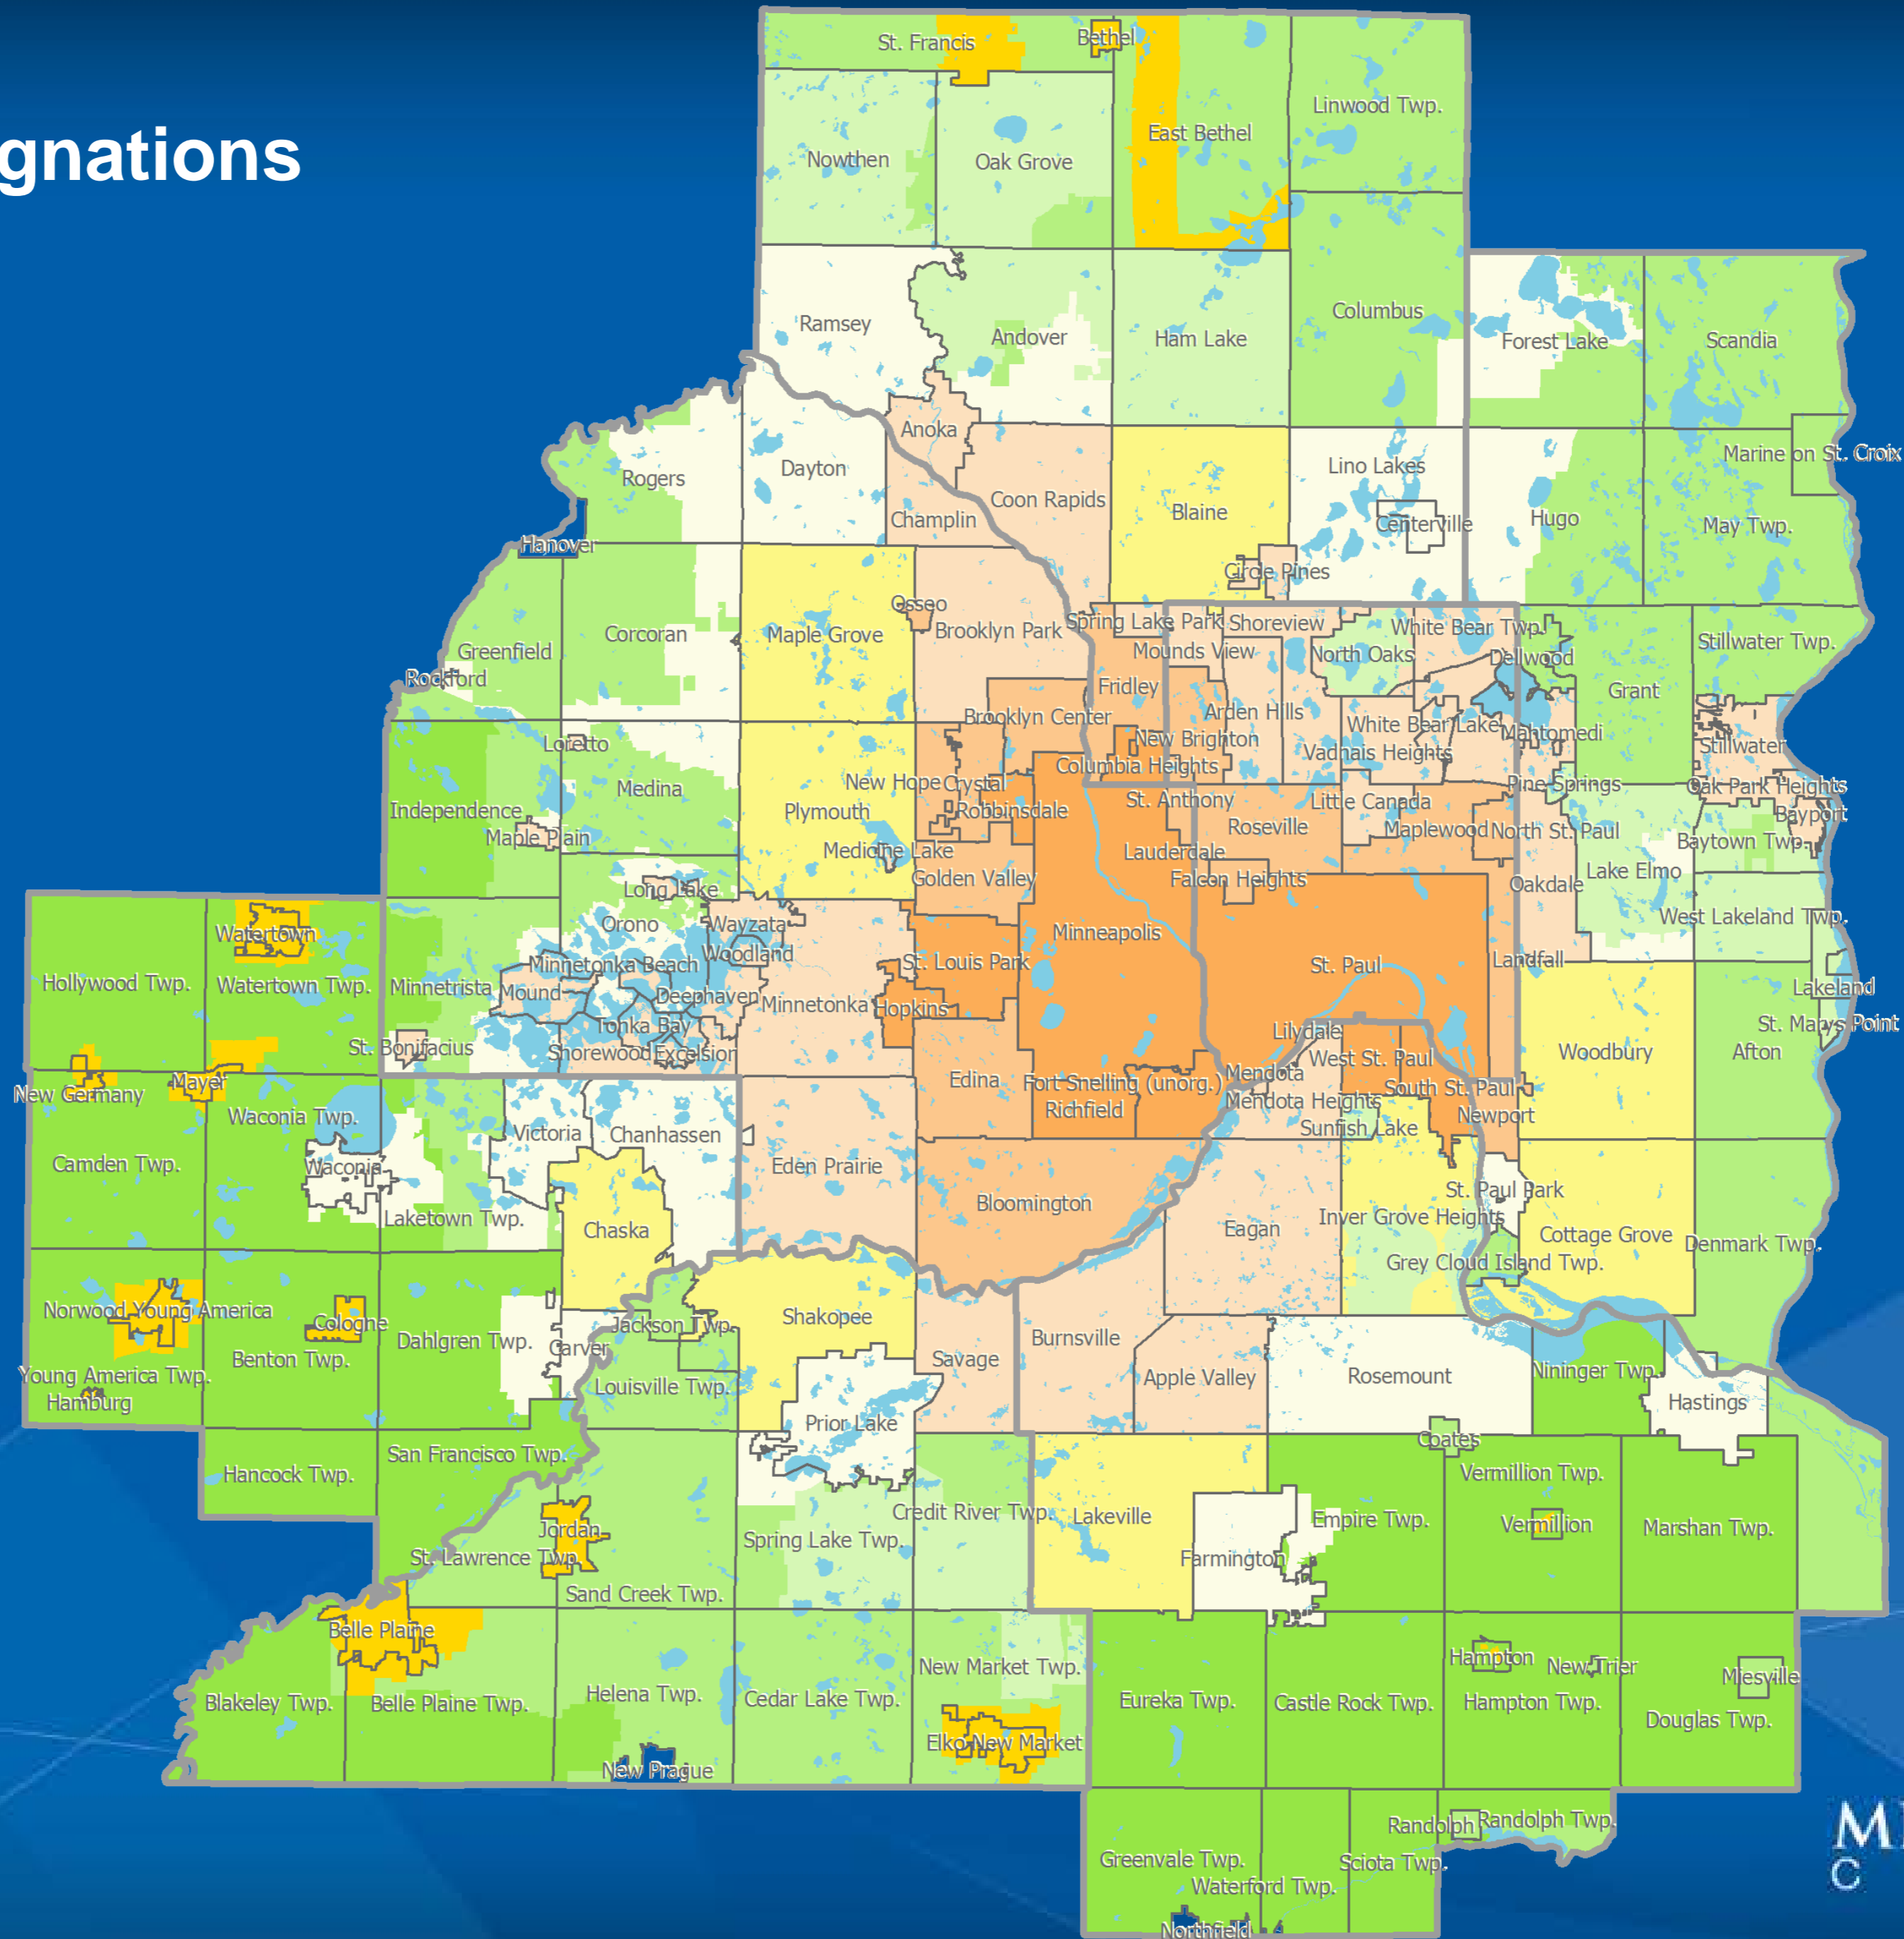 gnations
St. Francis
Bethel
Linwood Twp.
East Bethel
Nowthen
Oak Grove
Ramsey
Andover
Ham Lake
Columbus
Forest Lake
Scandia
Anoka
Rogers
Dayton
Coon Rapids
Champlin
Blaine
Lino Lakes
Centerville
Hugo
Marine on St. Croix
May Twp.
Hanover
Circle Pines
Osseo
Corcoran
Maple Grove
Brooklyn Park
Spring Lake Park
Shoreview
White Bear Twp.
Stillwater Twp.
Greenfield
Mounds View
North Oaks
Dellwood
Rockford
Fridley
Grant
Brooklyn Center
Arden Hills
White Bear Lake
Mahtomedi
Loretto
New Brighton
Vadnais Heights
Stillwater
Columbia Heights
Medina
New Hope
Crystal
Pine Springs
Oak Park Heights
Independence
Plymouth
Robbinsdale
St. Anthony
Little Canada
Bayport
Maple Plain
Roseville
Maplewood
North St. Paul
Baytown Twp.
Medicine Lake
Lauderdale
Golden Valley
Falcon Heights
Lake Elmo
Long Lake
Oakdale
Orono
Wayzata
West Lakeland Twp.
Watertown
Minneapolis
Woodland
St. Louis Park
Minnetonka Beach
St. Paul
Landfall
Hollywood Twp.
Watertown Twp.
Minnetrista
Mound
Deephaven
Minnetonka
Hopkins
Lakeland
Tonka Bay
Lilydale
St. Marys Point
St. Bonifacius
Shorewood
Excelsior
West St. Paul
Woodbury
Afton
New Germany
Mayer
Edina
Fort Snelling (unorg.)
Mendota
South St. Paul
Waconia Twp.
Richfield
Mendota Heights
Newport
Victoria
Chanhassen
Sunfish Lake
Camden Twp.
Waconia
Eden Prairie
St. Paul Park
Laketown Twp.
Bloomington
Inver Grove Heights
Chaska
Eagan
Cottage Grove
Denmark Twp.
Grey Cloud Island Twp.
Norwood Young America
Cologne
Jackson Twp.
Shakopee
Dahlgren Twp.
Carver
Burnsville
Benton Twp.
Savage
Young America Twp.
Louisville Twp.
Apple Valley
Rosemount
Nininger Twp.
Hamburg
Prior Lake
Hastings
San Francisco Twp.
Coates
Hancock Twp.
Vermillion Twp.
Jordan
Credit River Twp.
Lakeville
Empire Twp.
Vermillion
Marshan Twp.
St. Lawrence Twp.
Spring Lake Twp.
Farmington
Sand Creek Twp.
Belle Plaine
New Market Twp.
Hampton
New Trier
Miesville
Blakeley Twp.
Belle Plaine Twp.
Helena Twp.
Cedar Lake Twp.
Eureka Twp.
Castle Rock Twp.
Hampton Twp.
Douglas Twp.
Elko New Market
New Prague
Randolph
Randolph Twp.
Greenvale Twp.
Sciota Twp.
Waterford Twp.
Northfield
M
C